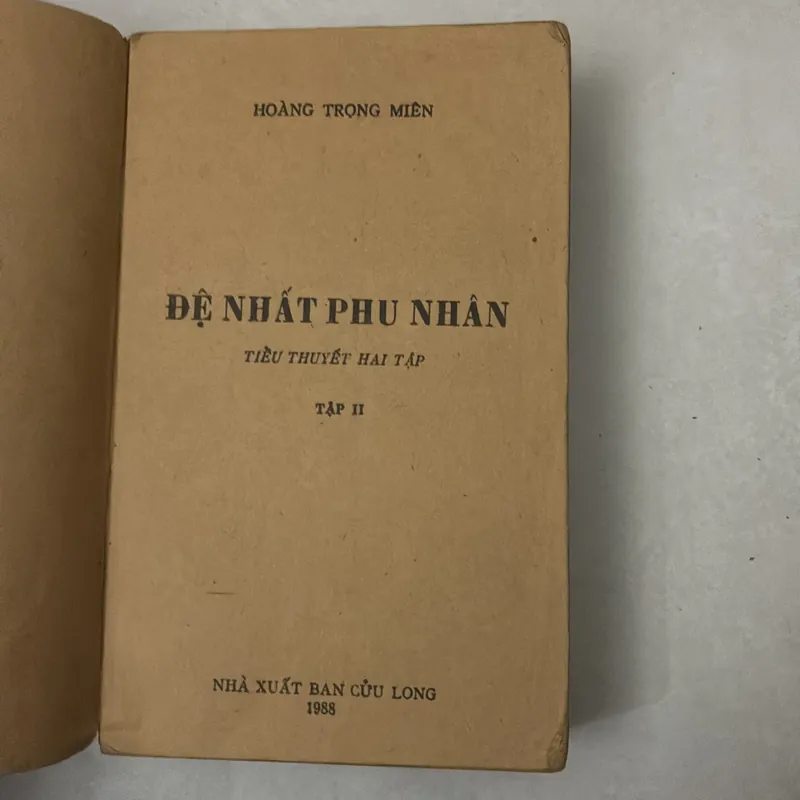 HOÀNG TRỌNG MIÊN
ĐỆ NHẤT PHU NHÂN
TIỂU THUYẾT HAI TẬP
TẬP II
NHÀ XUẤT BAN CỬU LONG
1988